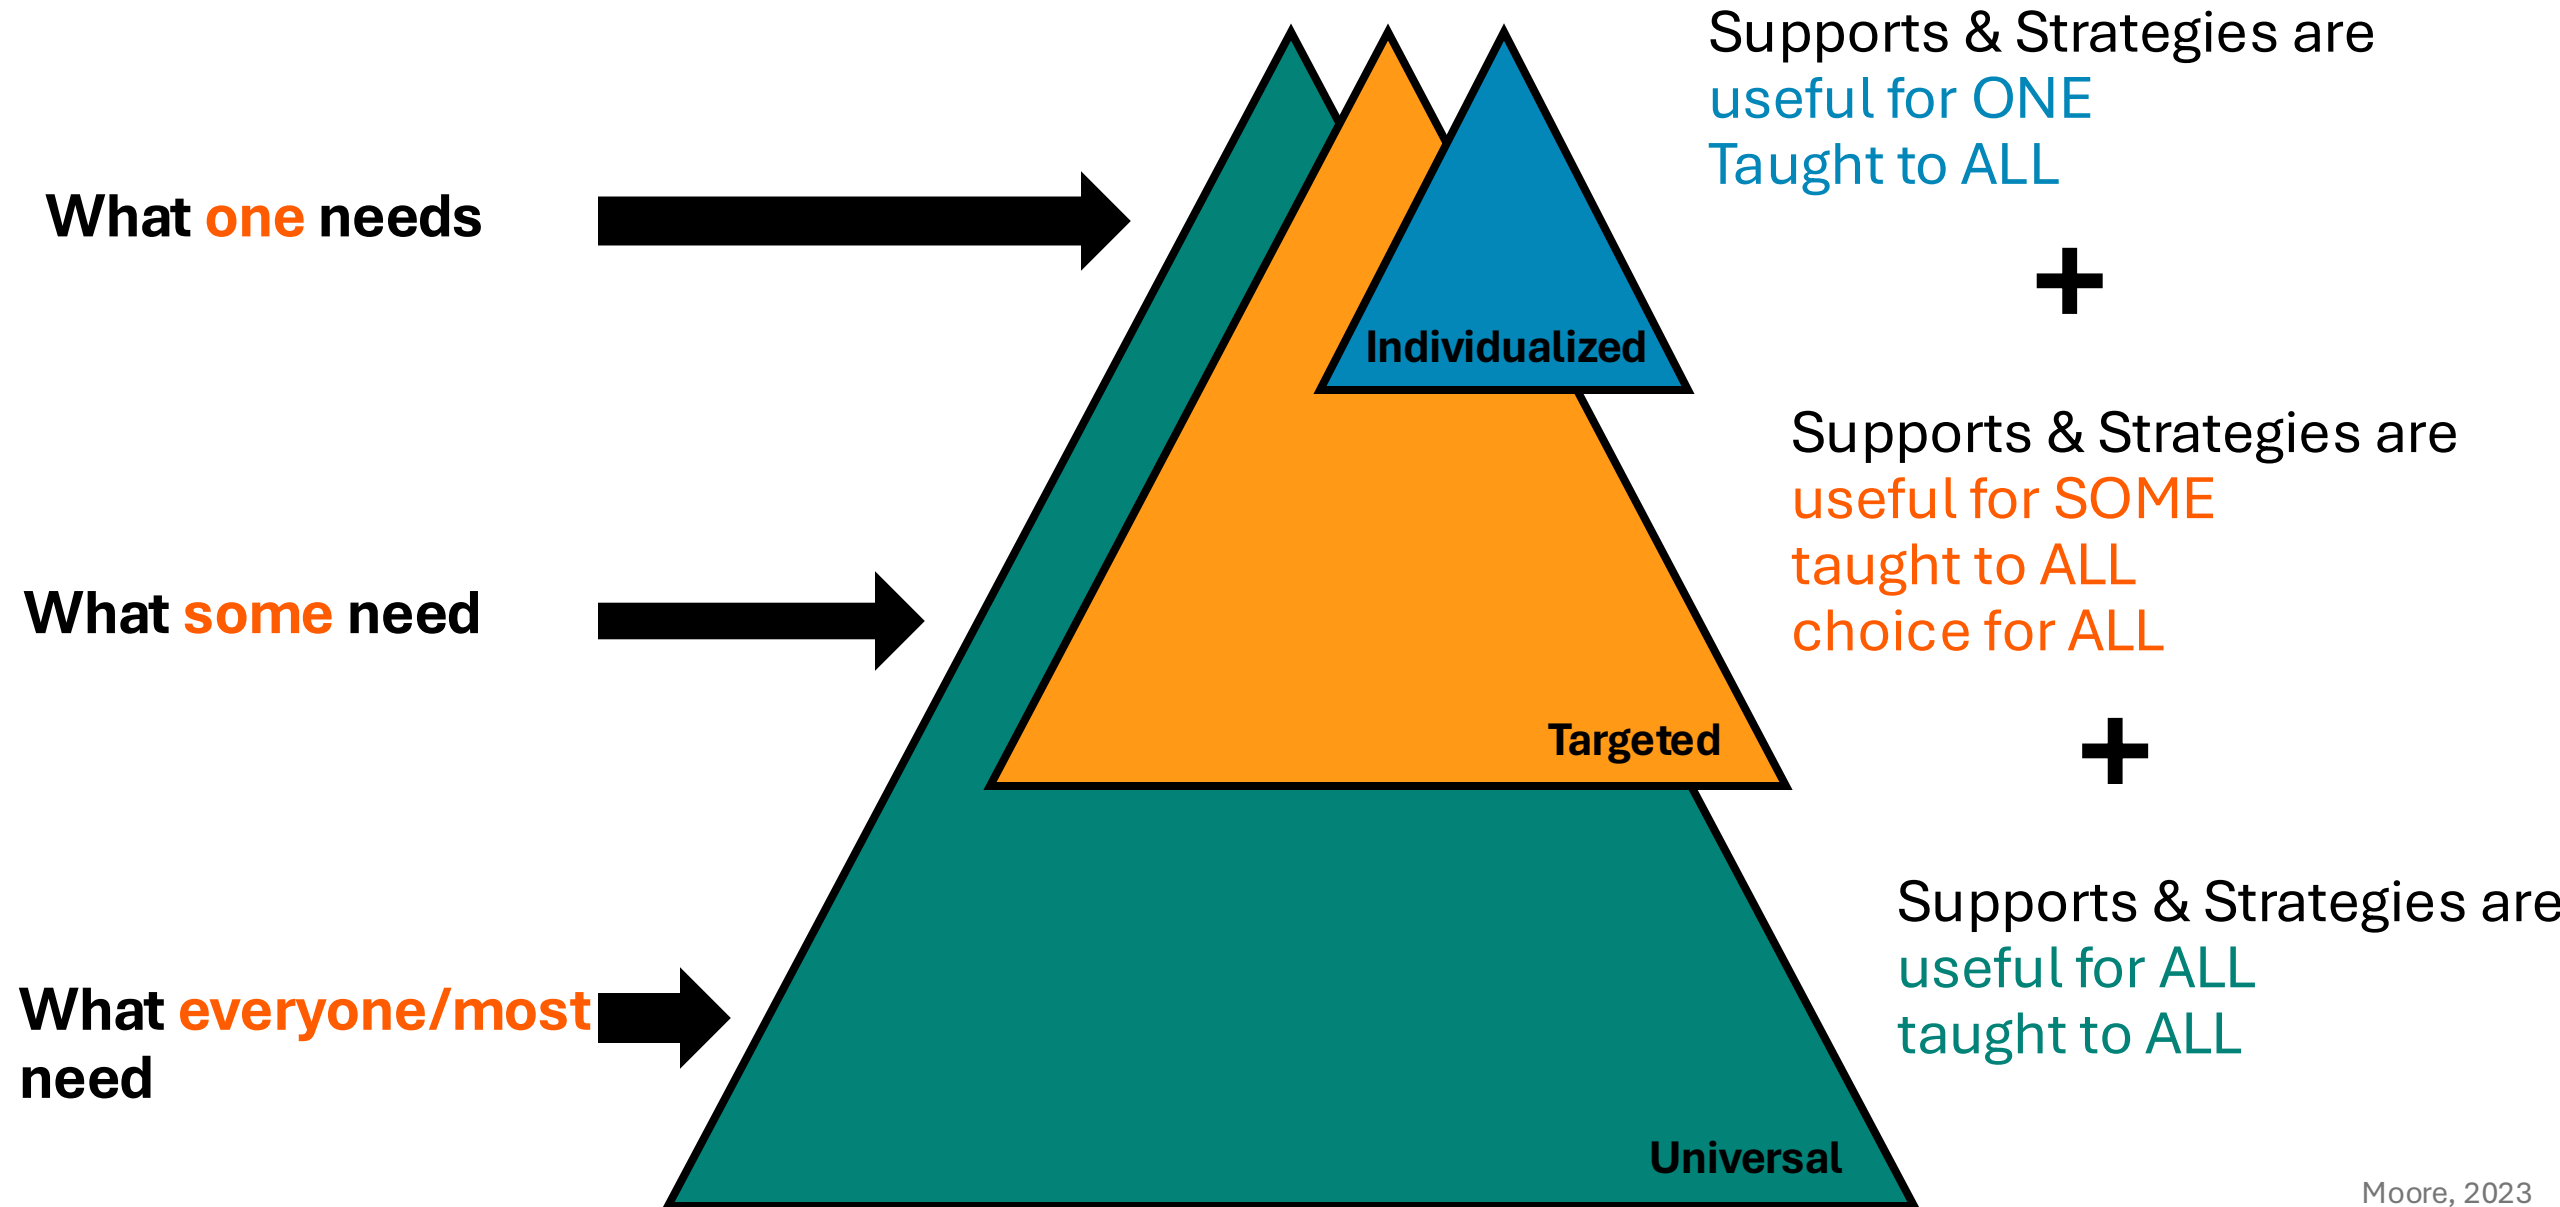 Supports & Strategies are
useful for ONE
Taught to ALL
What one needs
+
Individualized
Supports & Strategies are
useful for SOME
taught to ALL
choice for ALL
What some need
+
Targeted
Supports & Strategies are
useful for ALL
taught to ALL
What everyone/most
need
Universal
Moore, 2023